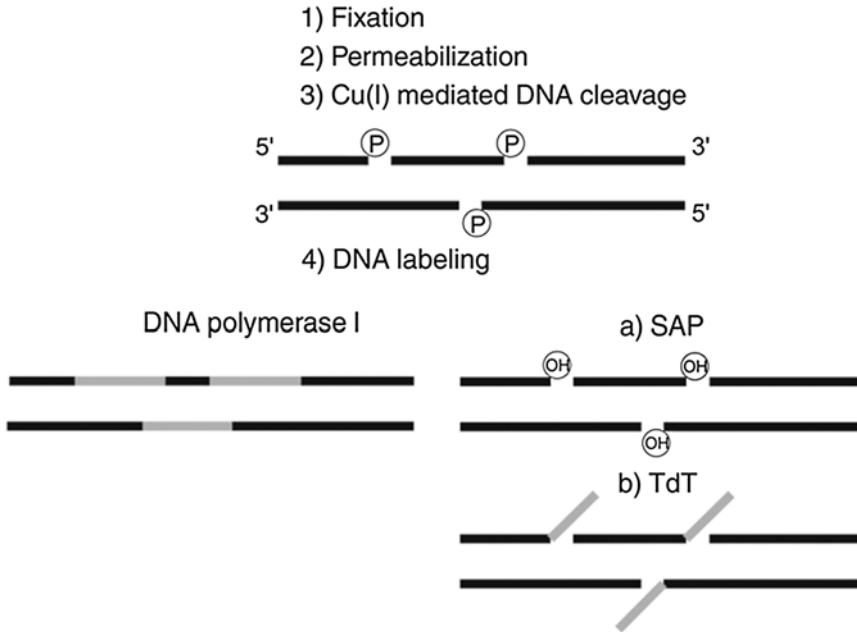 1) Fixation
2) Permeabilization
3) Cu(I) mediated DNA cleavage
5' P P 3'
3' P 5'
4) DNA labeling
DNA polymerase I
a) SAP
OH OH
OH
b) TdT